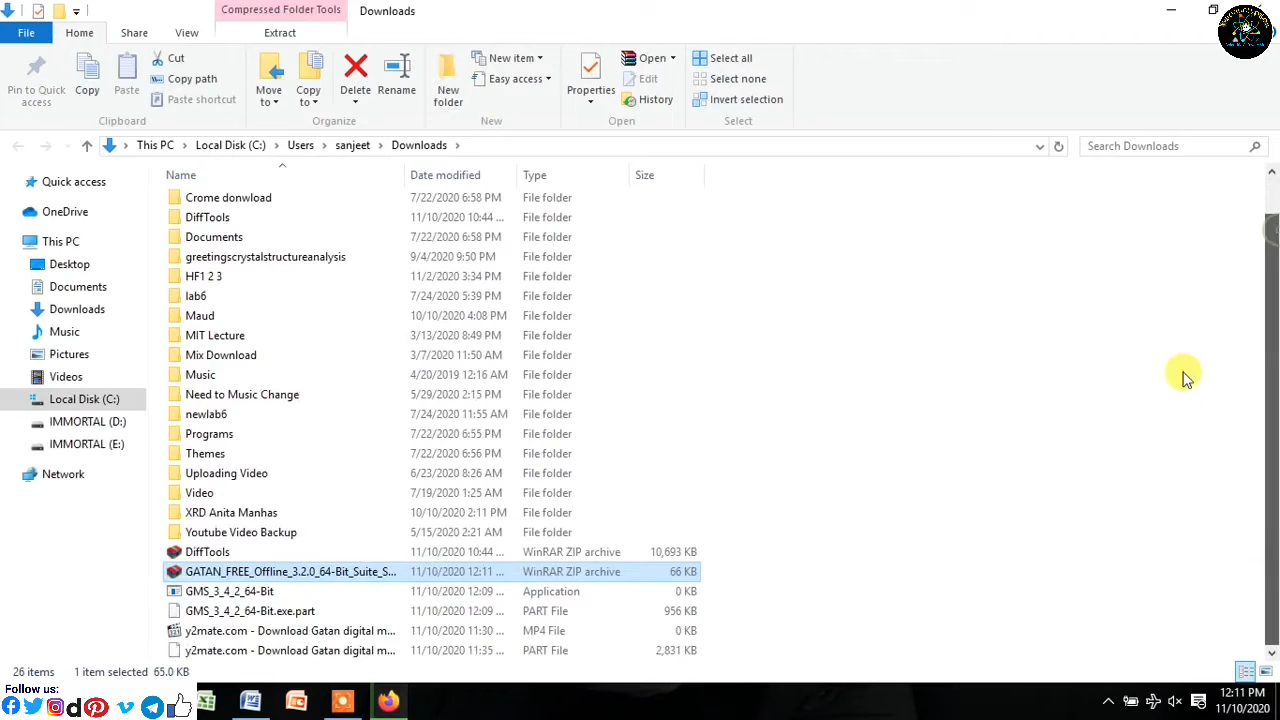 Compressed Folder Tools
Downloads
File
Home
Share
View
Extract
Pin to Quick access
Copy
Paste
Cut
Copy path
Paste shortcut
Clipboard
Move to
Copy to
Delete
Rename
Organize
New folder
New item
Easy access
New
Properties
Open
Edit
History
Open
Select all
Select none
Invert selection
Select
This PC > Local Disk (C:) > Users > sanjeet > Downloads >
Search Downloads
Quick access
OneDrive
This PC
Desktop
Documents
Downloads
Music
Pictures
Videos
Local Disk (C:)
IMMORTAL (D:)
IMMORTAL (E:)
Network
Name Date modified Type Size
Crome donwload 7/22/2020 6:58 PM File folder
DiffTools 11/10/2020 10:44 ... File folder
Documents 7/22/2020 6:58 PM File folder
greetingscrystalstructureanalysis 9/4/2020 9:50 PM File folder
HF1 2 3 11/2/2020 3:34 PM File folder
lab6 7/24/2020 5:39 PM File folder
Maud 10/10/2020 4:08 PM File folder
MIT Lecture 3/13/2020 8:49 PM File folder
Mix Download 3/7/2020 11:50 AM File folder
Music 4/20/2019 12:16 AM File folder
Need to Music Change 5/29/2020 2:15 PM File folder
newlab6 7/24/2020 11:55 AM File folder
Programs 7/22/2020 6:55 PM File folder
Themes 7/22/2020 6:56 PM File folder
Uploading Video 6/23/2020 8:26 AM File folder
Video 7/19/2020 1:25 AM File folder
XRD Anita Manhas 10/10/2020 2:11 PM File folder
Youtube Video Backup 5/15/2020 2:21 AM File folder
DiffTools 11/10/2020 10:44 ... WinRAR ZIP archive 10,693 KB
GATAN_FREE_Offline_3.2.0_64-Bit_Suite_S... 11/10/2020 12:11 ... WinRAR ZIP archive 66 KB
GMS_3_4_2_64-Bit 11/10/2020 12:09 ... Application 0 KB
GMS_3_4_2_64-Bit.exe.part 11/10/2020 12:09 ... PART File 956 KB
y2mate.com - Download Gatan digital m... 11/10/2020 11:30 ... MP4 File 0 KB
y2mate.com - Download Gatan digital m... 11/10/2020 11:35 ... PART File 2,831 KB
26 items 1 item selected 65.0 KB
Follow us:
12:11 PM
11/10/2020